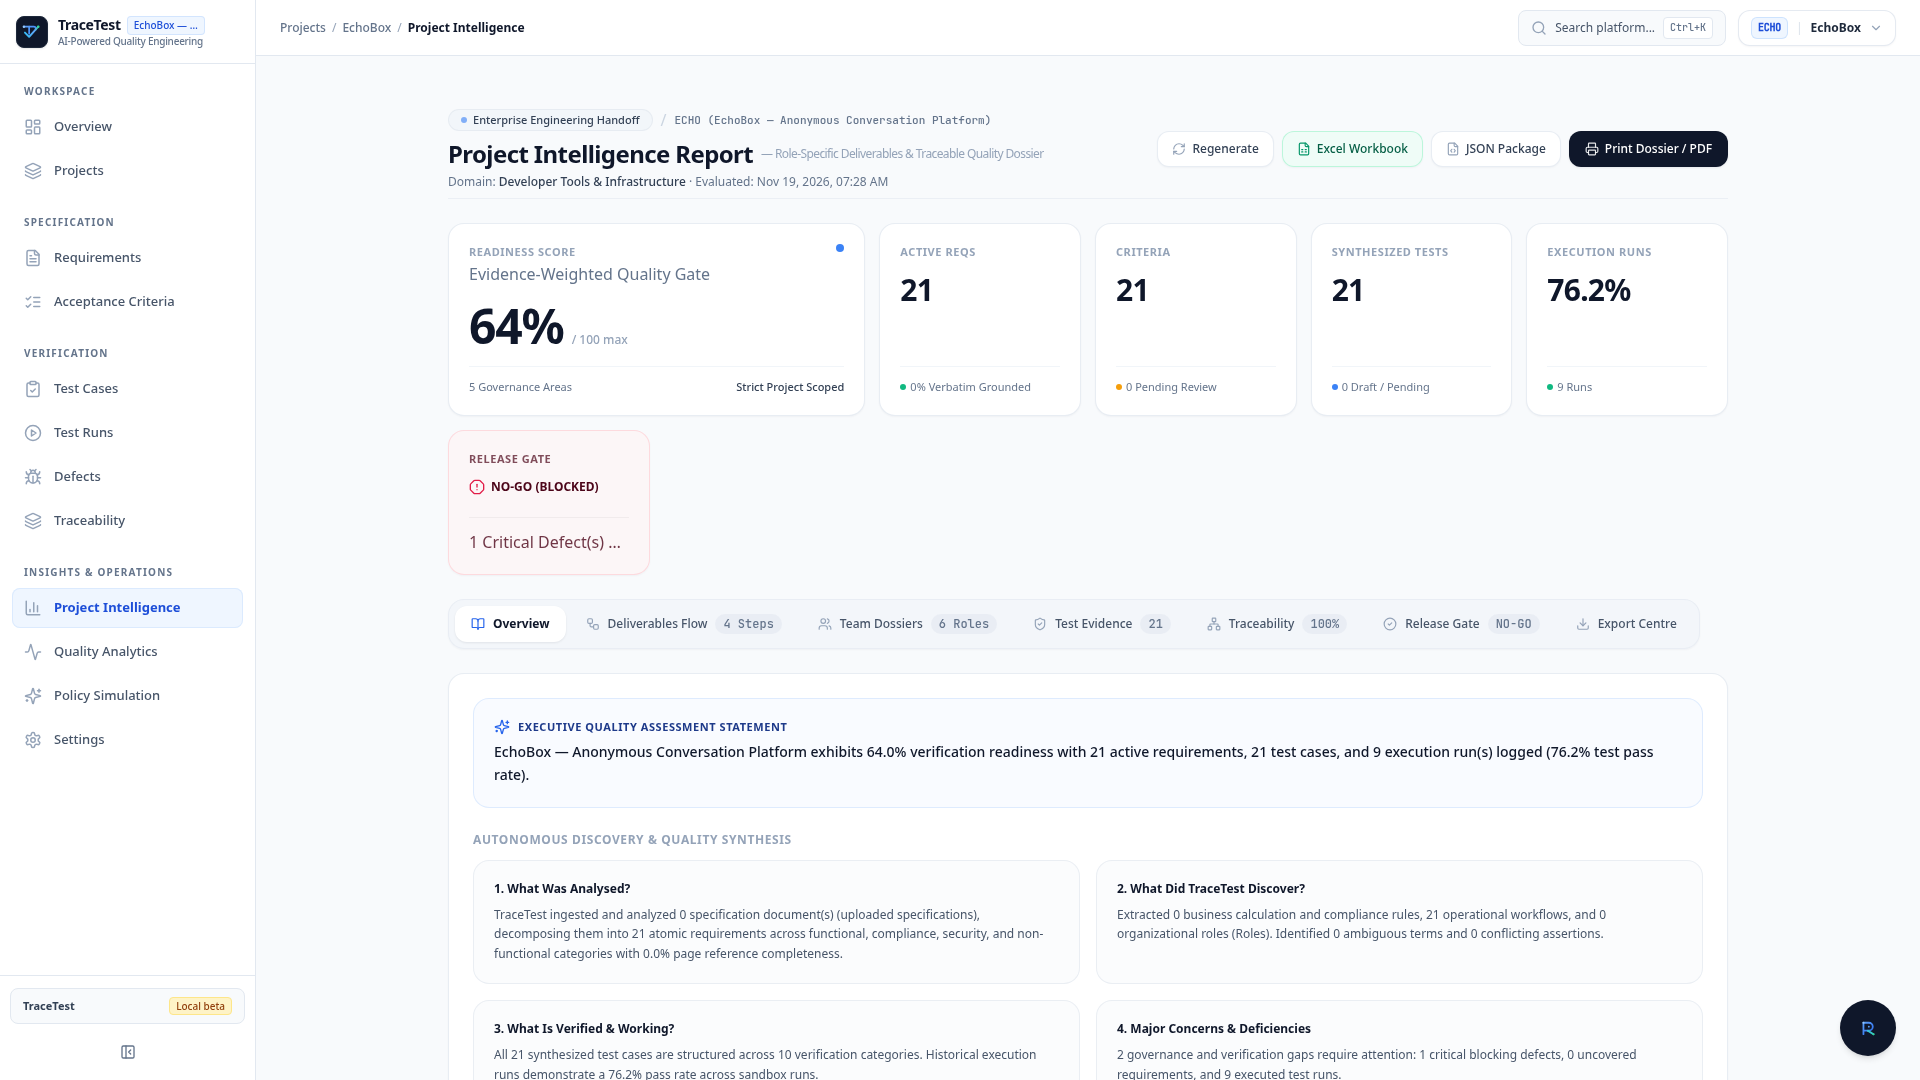 TraceTest
EchoBox — ...
AI-Powered Quality Engineering
WORKSPACE
Overview
Projects
SPECIFICATION
Requirements
Acceptance Criteria
VERIFICATION
Test Cases
Test Runs
Defects
Traceability
INSIGHTS & OPERATIONS
Project Intelligence
Quality Analytics
Policy Simulation
Settings
TraceTest
Local beta
Projects / EchoBox / Project Intelligence
Search platform... Ctrl+K
ECHO EchoBox
Enterprise Engineering Handoff / ECHO (EchoBox — Anonymous Conversation Platform)
Project Intelligence Report — Role-Specific Deliverables & Traceable Quality Dossier
Domain: Developer Tools & Infrastructure · Evaluated: Nov 19, 2026, 07:28 AM
Regenerate
Excel Workbook
JSON Package
Print Dossier / PDF
READINESS SCORE
Evidence-Weighted Quality Gate
64% / 100 max
5 Governance Areas Strict Project Scoped
ACTIVE REQS
21
0% Verbatim Grounded
CRITERIA
21
0 Pending Review
SYNTHESIZED TESTS
21
0 Draft / Pending
EXECUTION RUNS
76.2%
9 Runs
RELEASE GATE
NO-GO (BLOCKED)
1 Critical Defect(s) ...
Overview
Deliverables Flow 4 Steps
Team Dossiers 6 Roles
Test Evidence 21
Traceability 100%
Release Gate NO-GO
Export Centre
EXECUTIVE QUALITY ASSESSMENT STATEMENT
EchoBox — Anonymous Conversation Platform exhibits 64.0% verification readiness with 21 active requirements, 21 test cases, and 9 execution run(s) logged (76.2% test pass
rate).
AUTONOMOUS DISCOVERY & QUALITY SYNTHESIS
1. What Was Analysed?
TraceTest ingested and analyzed 0 specification document(s) (uploaded specifications),
decomposing them into 21 atomic requirements across functional, compliance, security, and non-
functional categories with 0.0% page reference completeness.
2. What Did TraceTest Discover?
Extracted 0 business calculation and compliance rules, 21 operational workflows, and 0
organizational roles (Roles). Identified 0 ambiguous terms and 0 conflicting assertions.
3. What Is Verified & Working?
All 21 synthesized test cases are structured across 10 verification categories. Historical execution
runs demonstrate a 76.2% pass rate across sandbox runs.
4. Major Concerns & Deficiencies
2 governance and verification gaps require attention: 1 critical blocking defects, 0 uncovered
requirements, and 9 executed test runs.